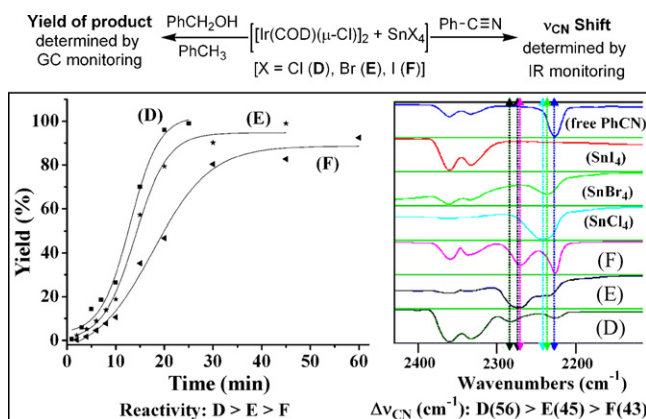 Yield of product
determined by
GC monitoring
PhCH₂OH
PhCH₃
[[Ir(COD)(μ-Cl)]₂ + SnX₄]
[X = Cl (D), Br (E), I (F)]
Ph-C≡N
νCN Shift
determined by
IR monitoring
Yield (%)
100
80
60
40
20
0
(D)
(E)
(F)
0 10 20 30 40 50 60
Time (min)
Reactivity: D > E > F
(free PhCN)
(SnI₄)
(SnBr₄)
(SnCl₄)
(F)
(E)
(D)
2400 2300 2200
Wavenumbers (cm⁻¹)
ΔνCN (cm⁻¹): D(56) > E(45) > F(43)